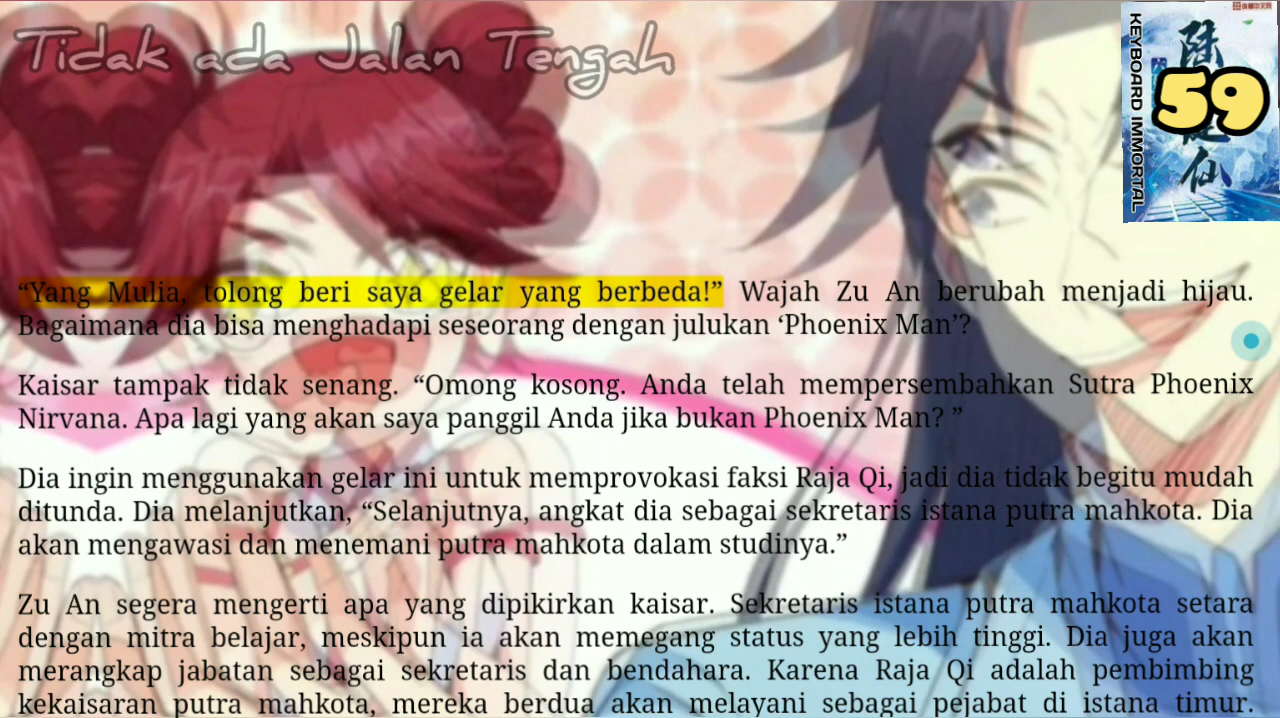 Tidak ada Jalan Tengah
KEYBOARD IMMORTAL
59
“Yang Mulia, tolong beri saya gelar yang berbeda!” Wajah Zu An berubah menjadi hijau.
Bagaimana dia bisa menghadapi seseorang dengan julukan ‘Phoenix Man’?
Kaisar tampak tidak senang. “Omong kosong. Anda telah mempersembahkan Sutra Phoenix
Nirvana. Apa lagi yang akan saya panggil Anda jika bukan Phoenix Man? ”
Dia ingin menggunakan gelar ini untuk memprovokasi faksi Raja Qi, jadi dia tidak begitu mudah
ditunda. Dia melanjutkan, “Selanjutnya, angkat dia sebagai sekretaris istana putra mahkota. Dia
akan mengawasi dan menemani putra mahkota dalam studinya.”
Zu An segera mengerti apa yang dipikirkan kaisar. Sekretaris istana putra mahkota setara
dengan mitra belajar, meskipun ia akan memegang status yang lebih tinggi. Dia juga akan
merangkap jabatan sebagai sekretaris dan bendahara. Karena Raja Qi adalah pembimbing
kekaisaran putra mahkota, mereka berdua akan melayani sebagai pejabat di istana timur.